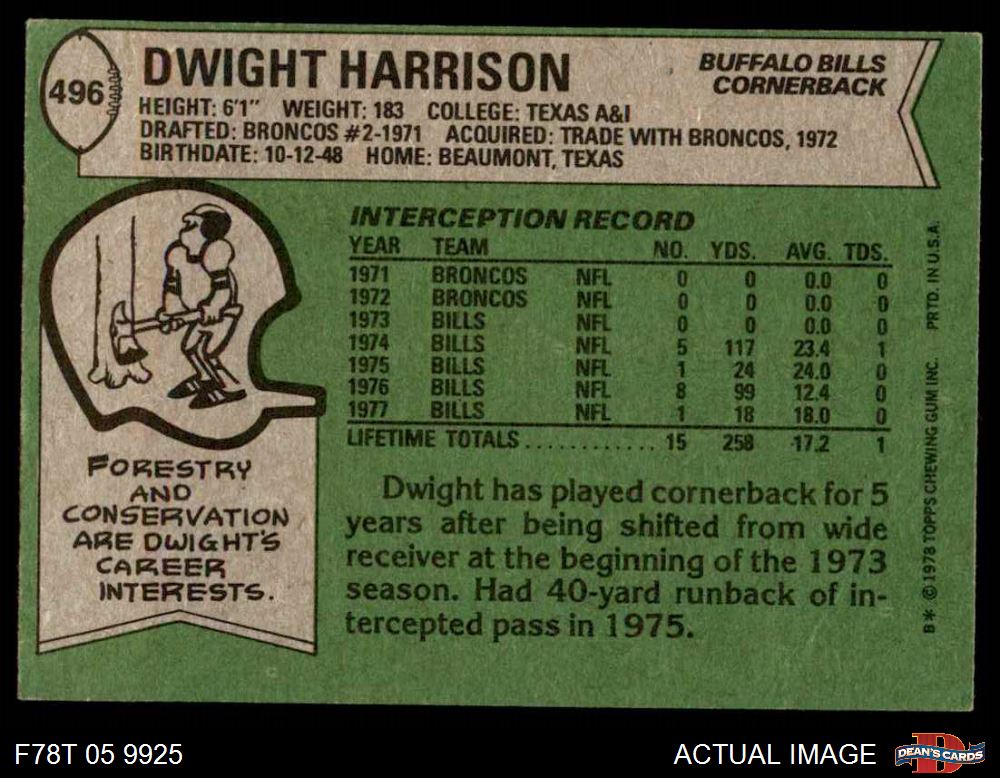 496
DWIGHT HARRISON
BUFFALO BILLS
CORNERBACK
HEIGHT: 6'1" WEIGHT: 183 COLLEGE: TEXAS A&I
DRAFTED: BRONCOS #2-1971 ACQUIRED: TRADE WITH BRONCOS, 1972
BIRTHDATE: 10-12-48 HOME: BEAUMONT, TEXAS
INTERCEPTION RECORD
YEAR TEAM NO. YDS. AVG. TDS.
1971 BRONCOS NFL 0 0 0.0 0
1972 BRONCOS NFL 0 0 0.0 0
1973 BILLS NFL 0 0 0.0 0
1974 BILLS NFL 5 117 23.4 1
1975 BILLS NFL 1 24 24.0 0
1976 BILLS NFL 8 99 12.4 0
1977 BILLS NFL 1 18 18.0 0
LIFETIME TOTALS............ 15 258 17.2 1
FORESTRY
AND
CONSERVATION
ARE DWIGHT'S
CAREER
INTERESTS.
Dwight has played cornerback for 5
years after being shifted from wide
receiver at the beginning of the 1973
season. Had 40-yard runback of in-
tercepted pass in 1975.
B* © 1978 TOPPS CHEWING GUM INC. PRTD. IN U.S.A.
F78T 05 9925
ACTUAL IMAGE
DEAN'S CARDS